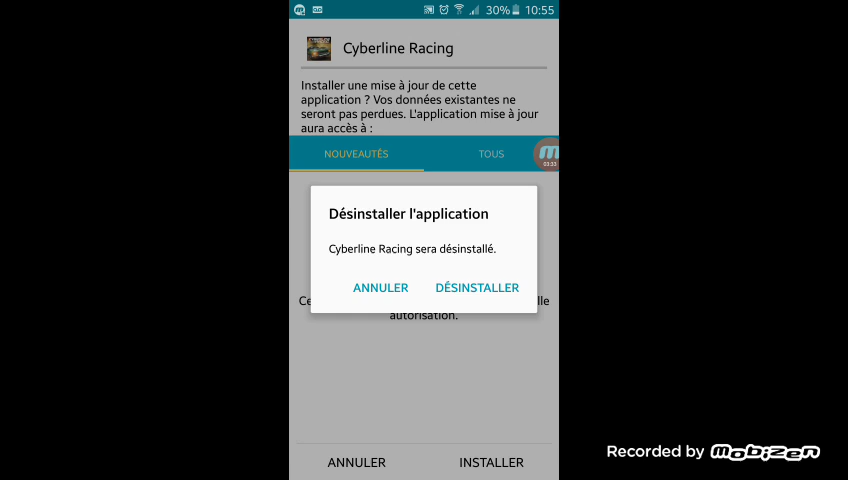 30% 10:55
Cyberline Racing
Installer une mise à jour de cette
application ? Vos données existantes ne
seront pas perdues. L'application mise à jour
aura accès à :
NOUVEAUTÉS TOUS
03:33
Désinstaller l'application
Cyberline Racing sera désinstallé.
ANNULER DÉSINSTALLER
autorisation.
ANNULER INSTALLER
Recorded by mobizen